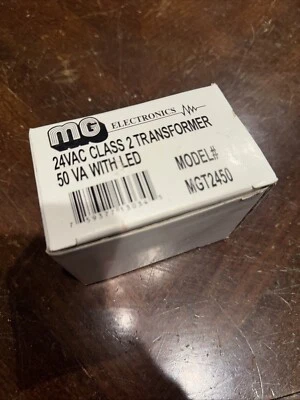 MG ELECTRONICS
24VAC CLASS 2 TRANSFORMER
50 VA WITH LED
MODEL#
MGT2450